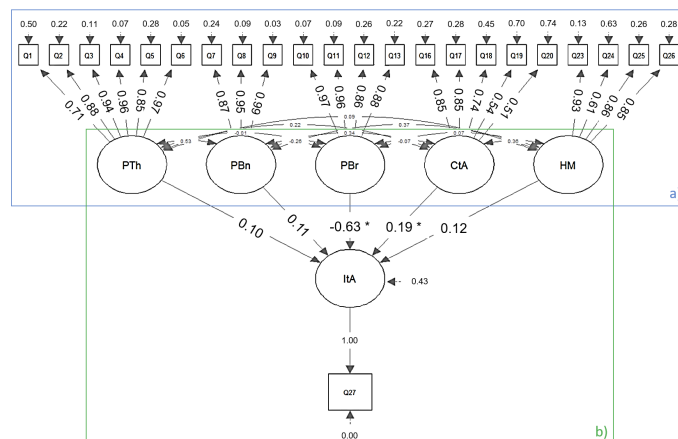 0.50 0.22 0.11 0.07 0.28 0.05 0.24 0.09 0.03 0.07 0.09 0.26 0.22 0.27 0.28 0.45 0.70 0.74 0.13 0.63 0.26 0.28
Q1 Q2 Q3 Q4 Q5 Q6 Q7 Q8 Q9 Q10 Q11 Q12 Q13 Q16 Q17 Q18 Q19 Q20 Q23 Q24 Q25 Q26
0.71 0.88 0.94 0.96 0.85 0.97 0.87 0.95 0.99 0.97 0.96 0.86 0.88 0.85 0.85 0.74 0.54 0.51 0.93 0.61 0.86 0.85
0.09
0.22 0.37
-0.01 0.34 0.07
0.53 -0.26 -0.07 0.36
PTh PBn PBr CtA HM
a
0.10 0.11 -0.63 * 0.19 * 0.12
ItA 0.43
1.00
Q27
0.00
b)